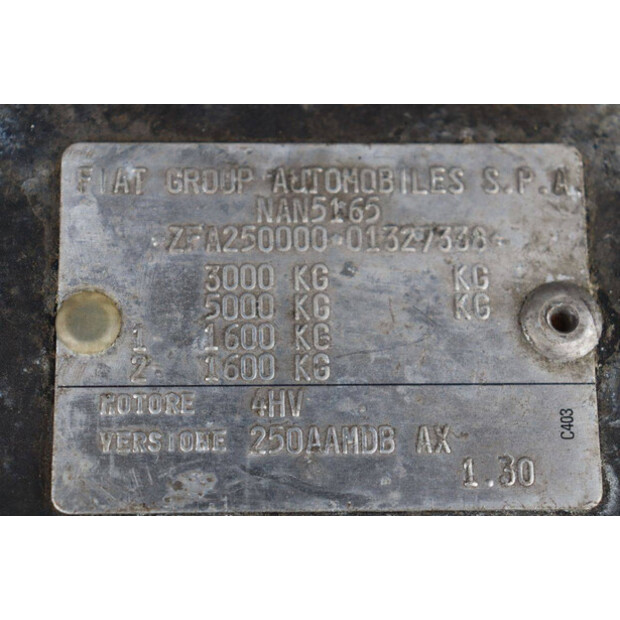 FIAT GROUP AUTOMOBILES S.P.A.
NAN5165
ZFA250000 01327338
3000 KG KG
5000 KG KG
1 1600 KG
2 1600 KG
MOTORE 4HV
VERSIONE 250AAMDB AX
1.30
C403